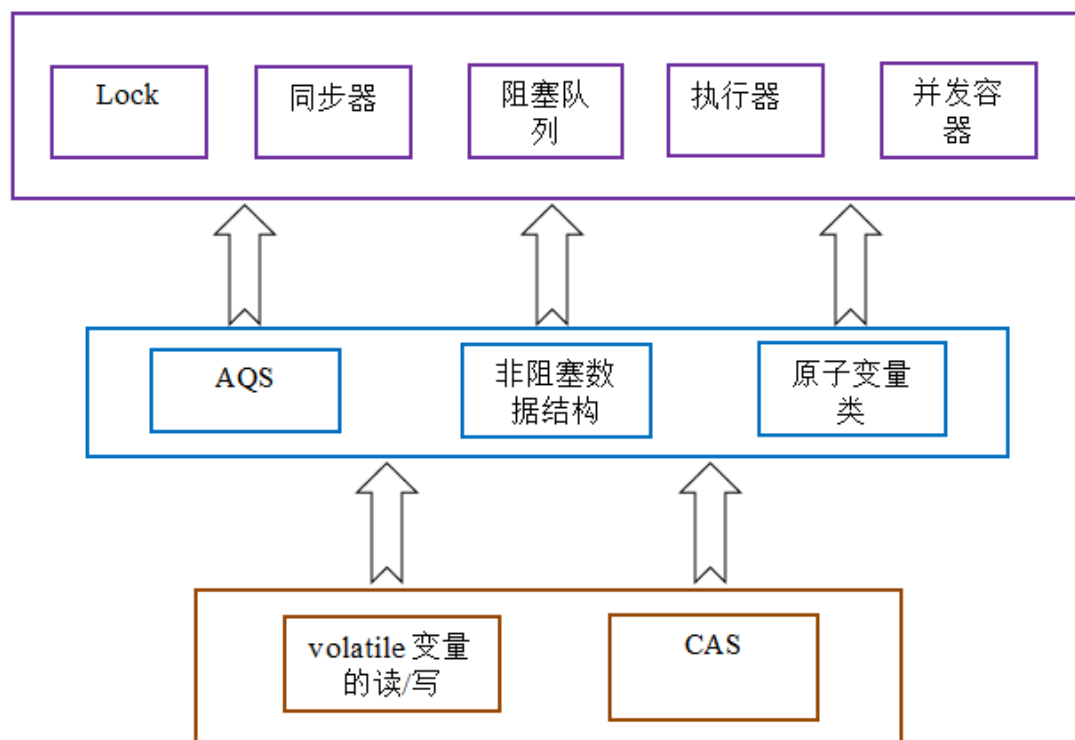 Lock
同步器
阻塞队
列
执行器
并发容
器
AQS
非阻塞数
据结构
原子变量
类
volatile 变量
的读/写
CAS